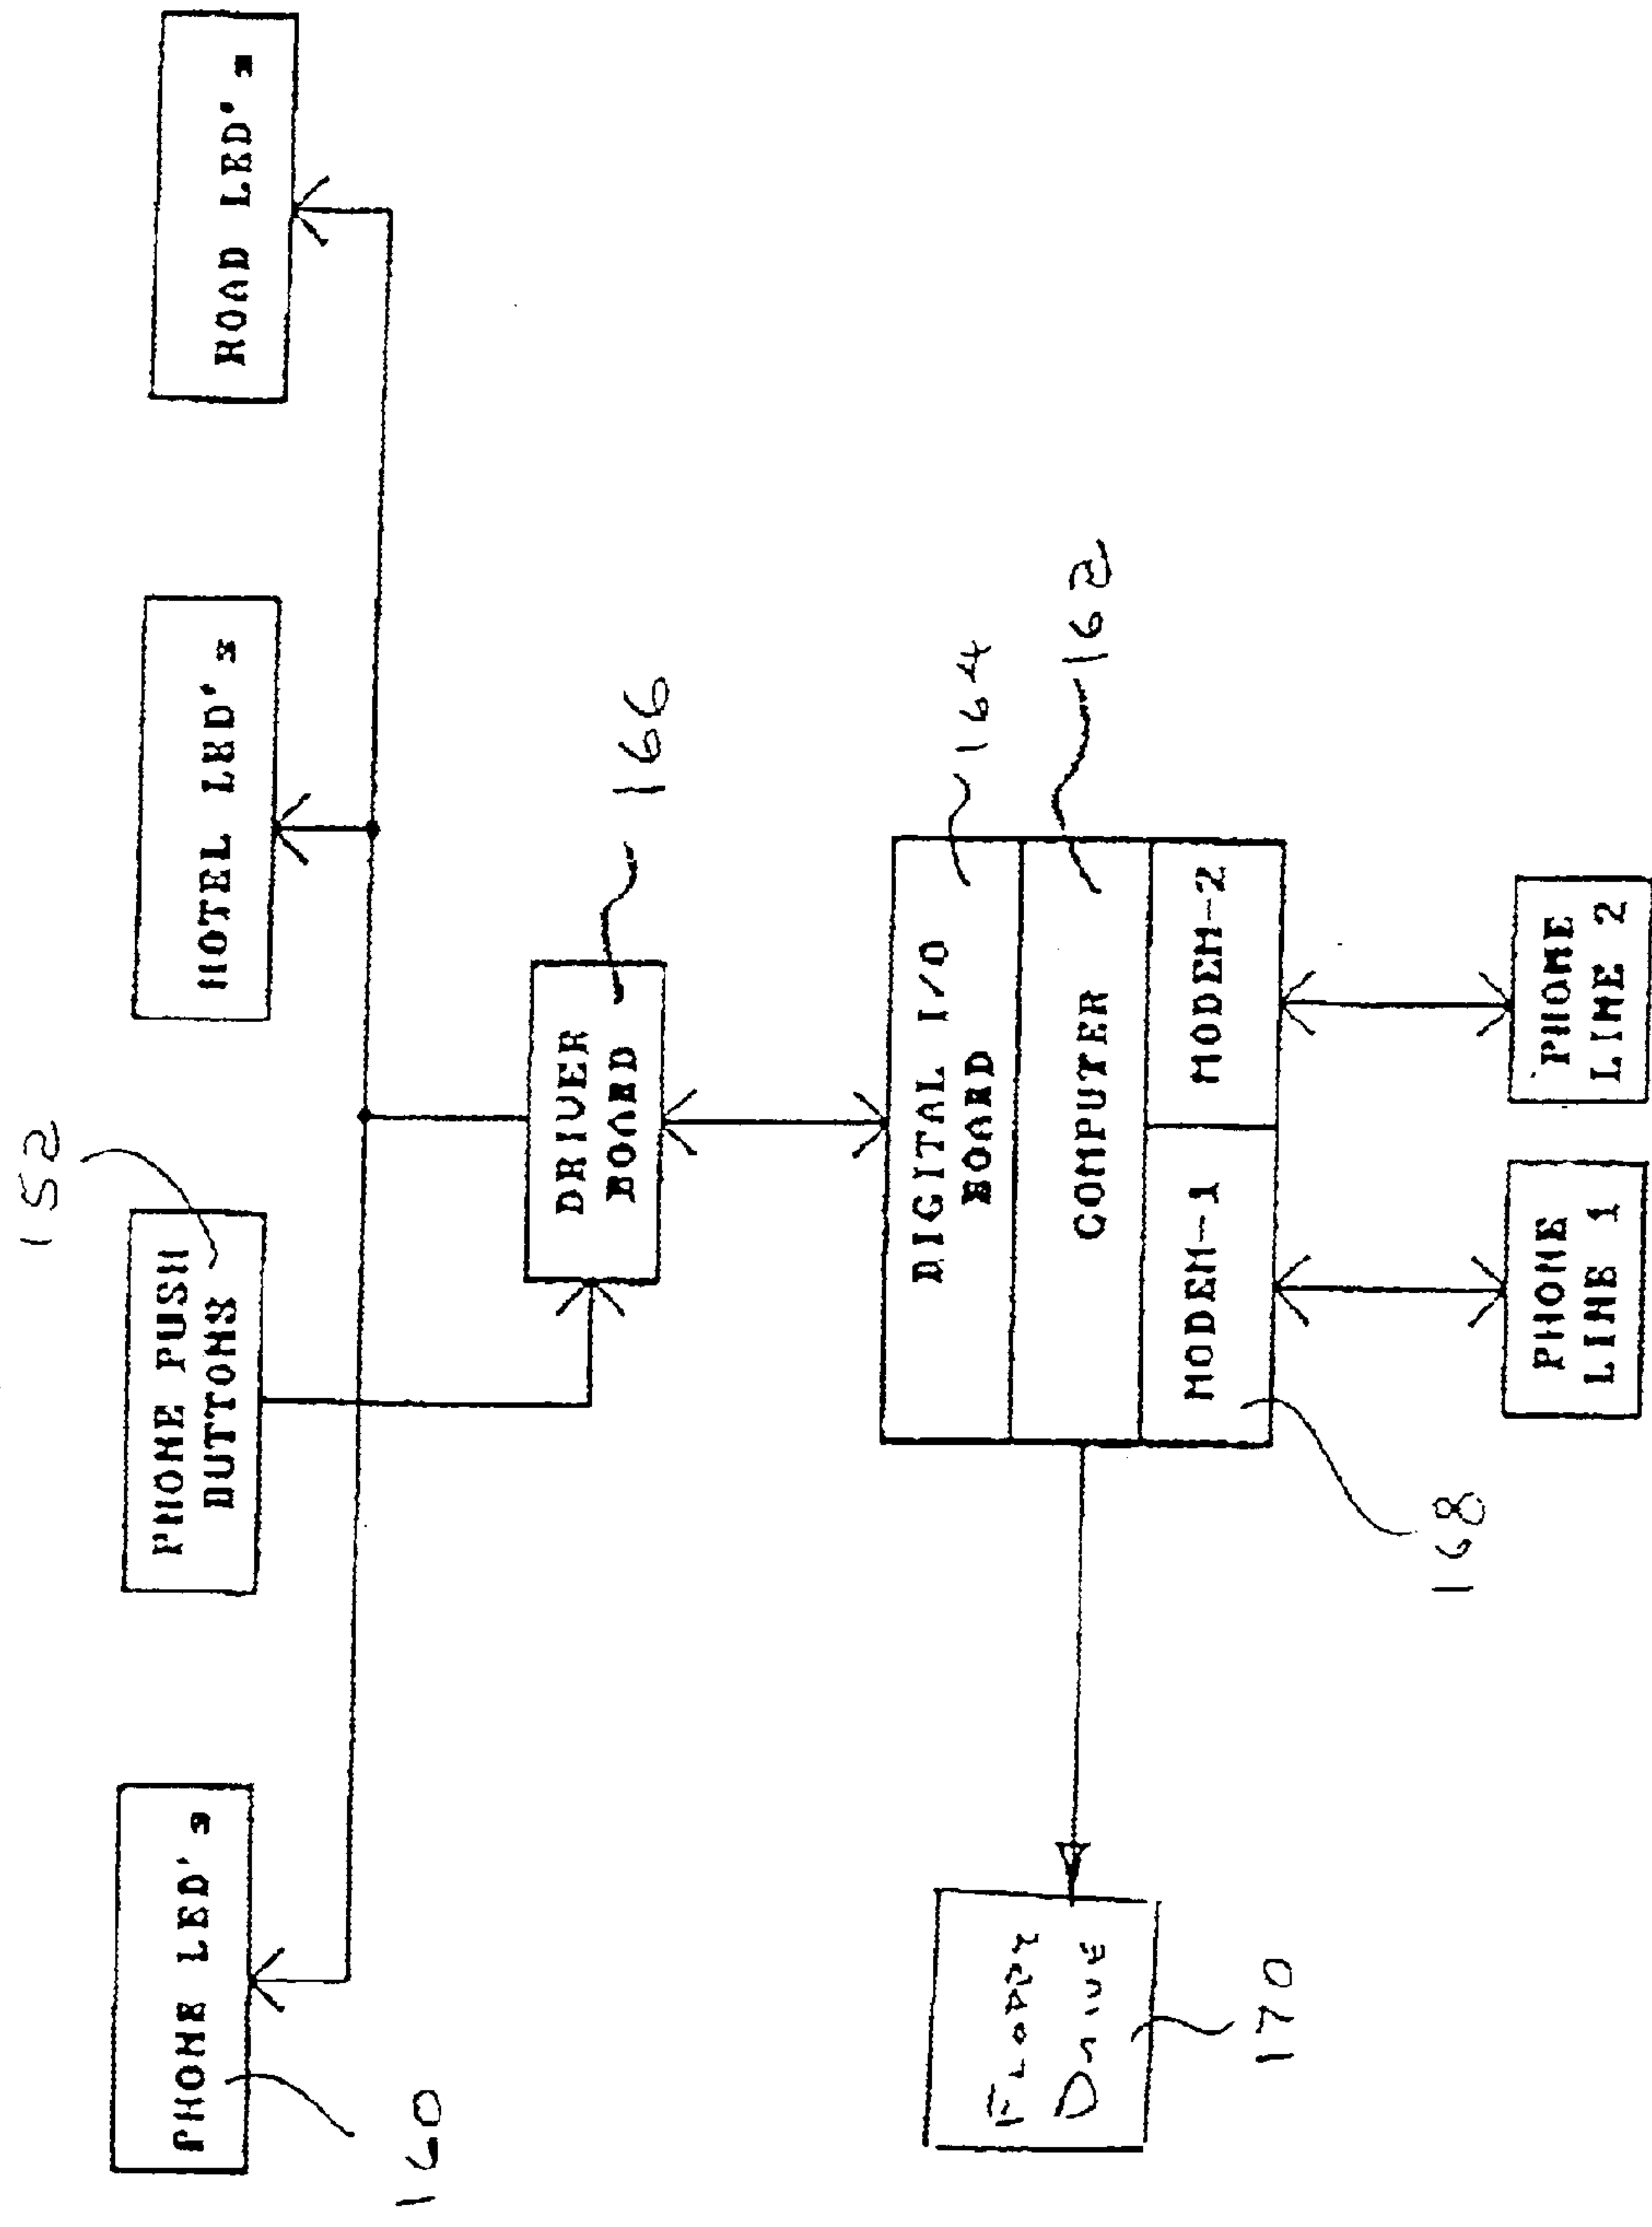 152
PHONE LED's
PHONE PUSH
BUTTONS
HOTEL LED's
ROAD LED's
160
DRIVER
BOARD
166
DIGITAL I/O
BOARD
164
COMPUTER
162
MODEM-1
MODEM-2
168
FLOPPY
Drive
170
PHONE
LINE 1
PHONE
LINE 2